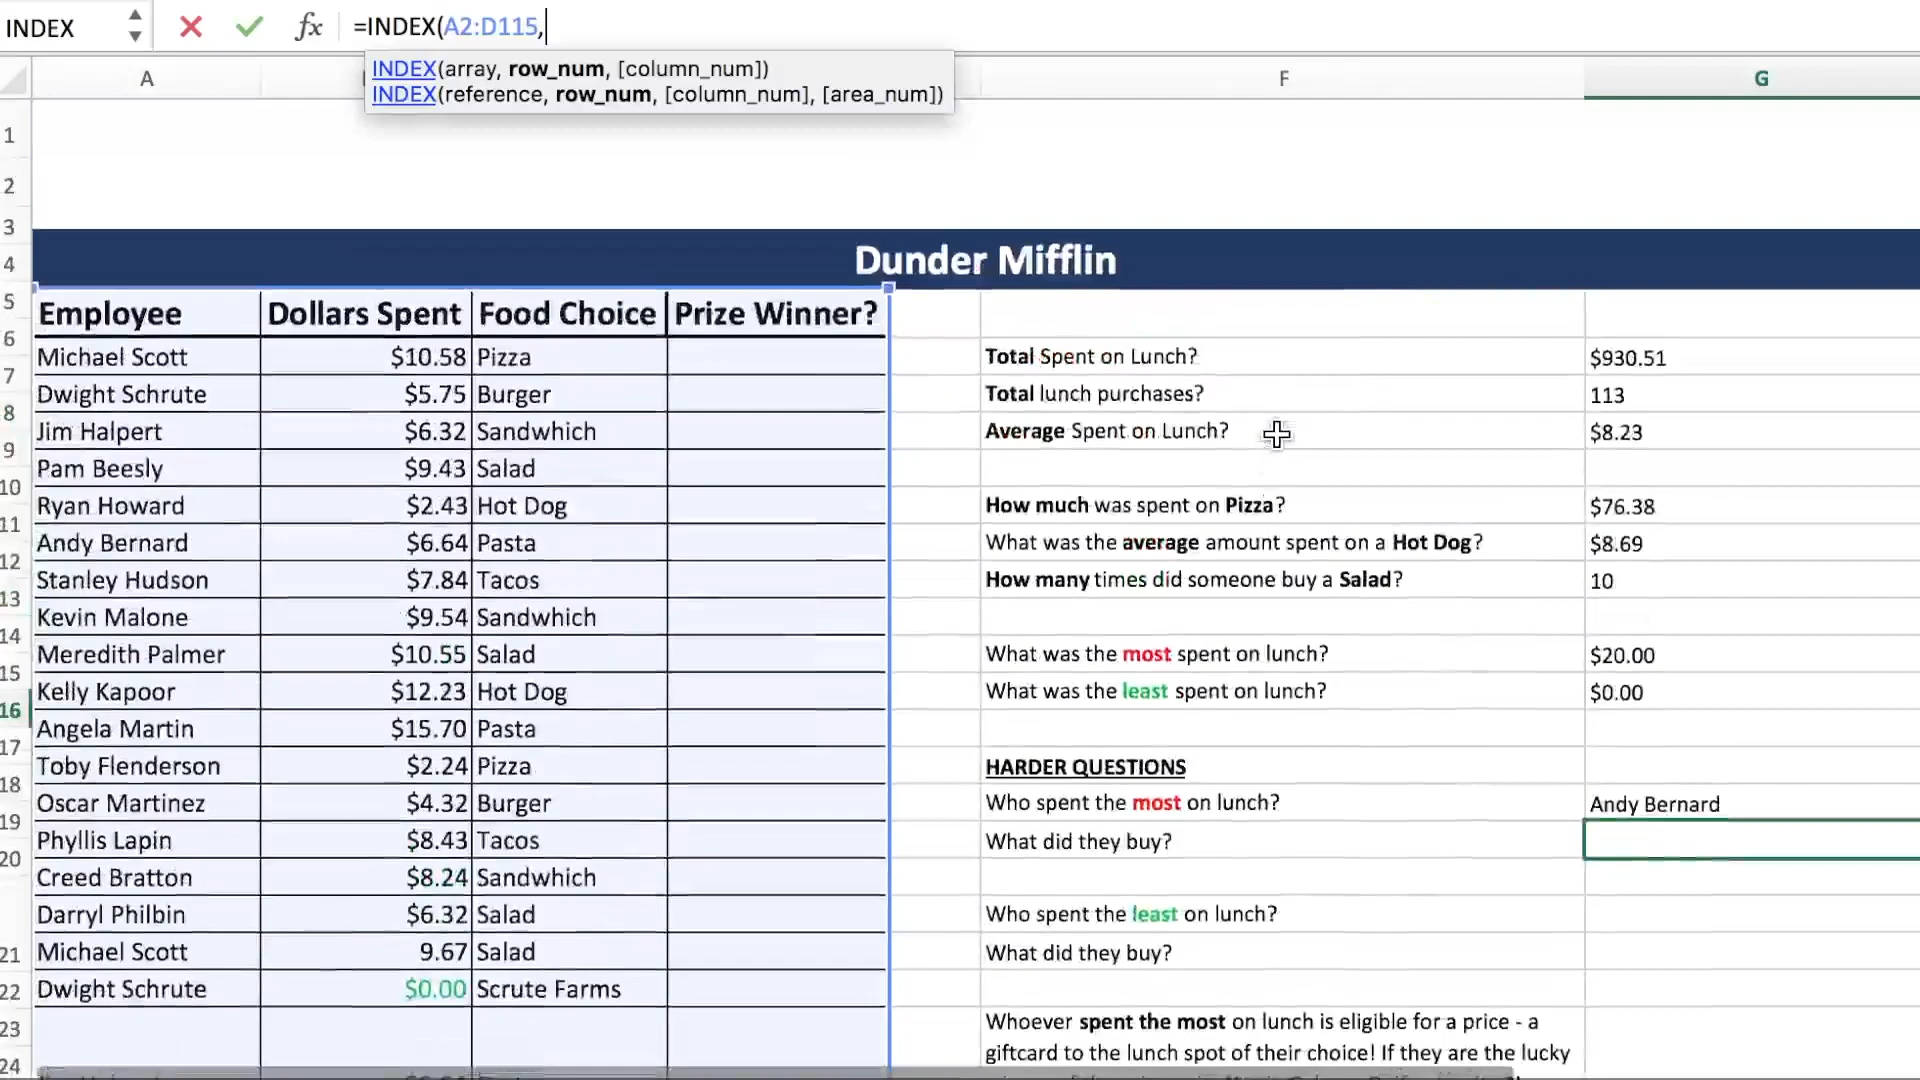 INDEX fx =INDEX(A2:D115,
INDEX(array, row_num, [column_num])
INDEX(reference, row_num, [column_num], [area_num])
A F G
1
2
3
4 Dunder Mifflin
5 Employee Dollars Spent Food Choice Prize Winner?
6 Michael Scott $10.58 Pizza Total Spent on Lunch? $930.51
7 Dwight Schrute $5.75 Burger Total lunch purchases? 113
8 Jim Halpert $6.32 Sandwhich Average Spent on Lunch? $8.23
9 Pam Beesly $9.43 Salad
10 Ryan Howard $2.43 Hot Dog How much was spent on Pizza? $76.38
11 Andy Bernard $6.64 Pasta What was the average amount spent on a Hot Dog? $8.69
12 Stanley Hudson $7.84 Tacos How many times did someone buy a Salad? 10
13 Kevin Malone $9.54 Sandwhich
14 Meredith Palmer $10.55 Salad What was the most spent on lunch? $20.00
15 Kelly Kapoor $12.23 Hot Dog What was the least spent on lunch? $0.00
16 Angela Martin $15.70 Pasta
17 Toby Flenderson $2.24 Pizza HARDER QUESTIONS
18 Oscar Martinez $4.32 Burger Who spent the most on lunch? Andy Bernard
19 Phyllis Lapin $8.43 Tacos What did they buy?
20 Creed Bratton $8.24 Sandwhich
Darryl Philbin $6.32 Salad Who spent the least on lunch?
21 Michael Scott 9.67 Salad What did they buy?
22 Dwight Schrute $0.00 Scrute Farms
23 Whoever spent the most on lunch is eligible for a price - a
24 giftcard to the lunch spot of their choice! If they are the lucky